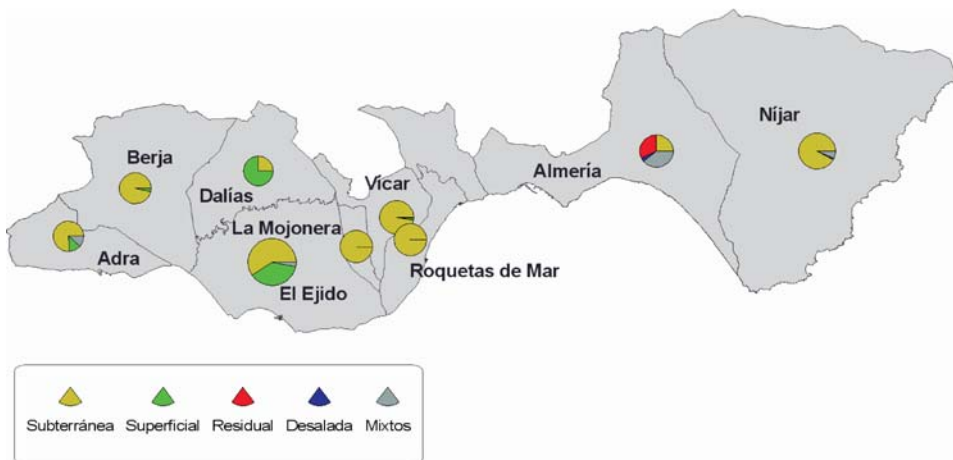 Níjar
Berja
Almería
Dalías
Vícar
La Mojonera
Adra
Roquetas de Mar
El Ejido
Subterránea
Superficial
Residual
Desalada
Mixtos